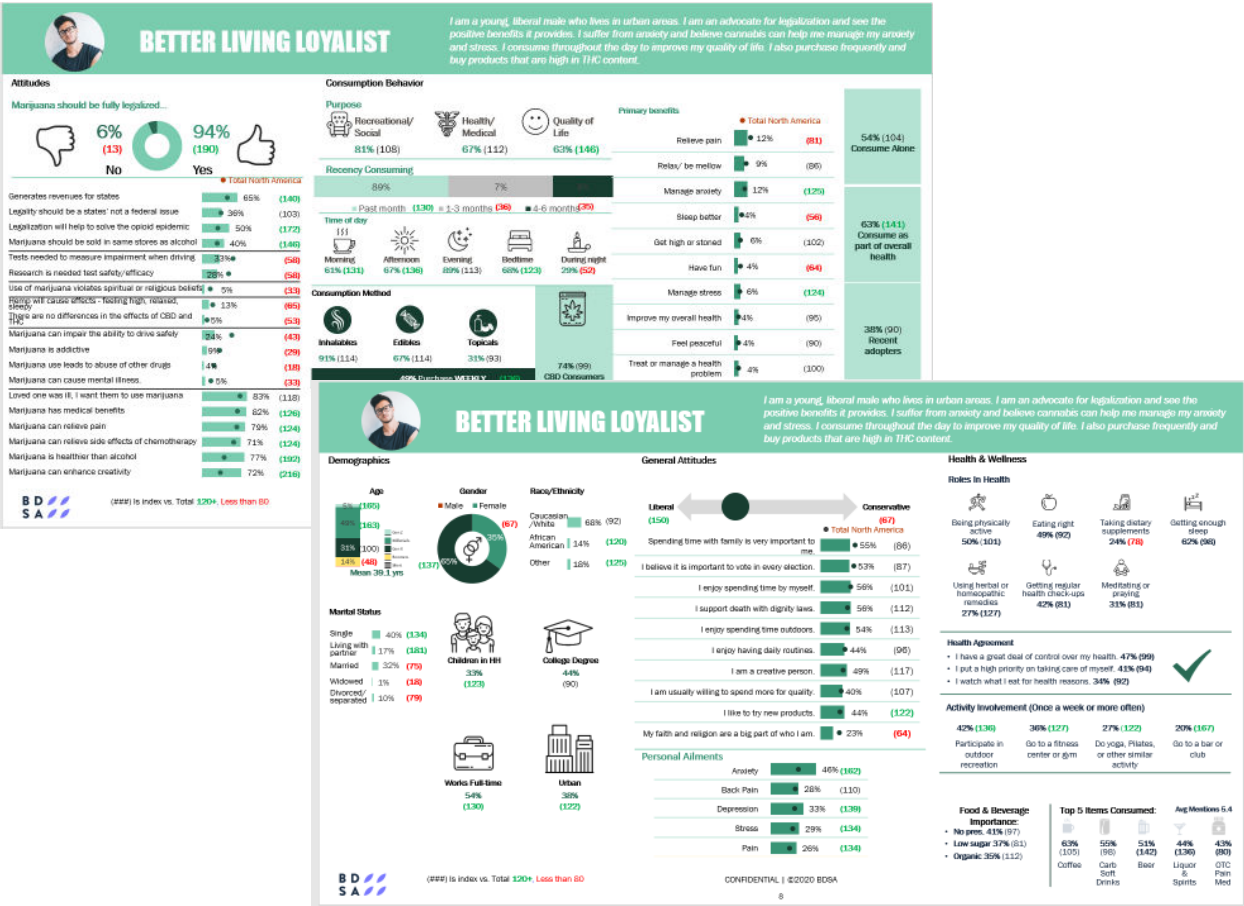 BETTER LIVING LOYALIST
I am a young, liberal male who lives in urban areas. I am an advocate for legalization and see the
positive benefits it provides. I suffer from anxiety and believe cannabis can help me manage my anxiety
and stress. I consume throughout the day to improve my quality of life. I also purchase frequently and
buy products that are high in THC content.
Attitudes
Marijuana should be fully legalized...
6%
(13)
No
94%
(190)
Yes
Total North America
Generates revenues for states 65% (140)
Legality should be a states' not a federal issue 36% (103)
Legalization will help to solve the opioid epidemic 50% (172)
Marijuana should be sold in same stores as alcohol 40% (146)
Tests needed to measure impairment when driving 33% (58)
Research is needed test safety/efficacy 28% (58)
Use of marijuana violates spiritual or religious beliefs 5% (33)
Hemp will cause effects - feeling high, relaxed,
sleepy 13% (65)
There are no differences in the effects of CBD and
THC 5% (53)
Marijuana can impair the ability to drive safely 24% (43)
Marijuana is addictive 9% (29)
Marijuana use leads to abuse of other drugs 4% (18)
Marijuana can cause mental illness. 5% (33)
Loved one was ill, I want them to use marijuana 83% (118)
Marijuana has medical benefits 82% (126)
Marijuana can relieve pain 79% (124)
Marijuana can relieve side effects of chemotherapy 71% (124)
Marijuana is healthier than alcohol 77% (192)
Marijuana can enhance creativity 72% (216)
BD
SA
(###) Is index vs. Total 120+, Less than 80
Consumption Behavior
Purpose
Recreational/
Social
81% (108)
Health/
Medical
67% (112)
Quality of
Life
63% (146)
Recency Consuming
89% 7%
Past month (130) 1-3 months (36) 4-6 months (35)
Time of day
Morning
61% (131)
Afternoon
67% (136)
Evening
89% (113)
Bedtime
68% (123)
During night
29% (52)
Consumption Method
Inhalables
91% (114)
Edibles
67% (114)
Topicals
31% (93)
74% (99)
CBD Consumers
49% Purchase WEEKLY (136)
Primary benefits
Total North America
Relieve pain 12% (81)
Relax/ be mellow 9% (86)
Manage anxiety 12% (125)
Sleep better 4% (56)
Get high or stoned 6% (102)
Have fun 4% (64)
Manage stress 6% (124)
Improve my overall health 4% (95)
Feel peaceful 4% (90)
Treat or manage a health
problem 4% (100)
54% (104)
Consume Alone
63% (141)
Consume as
part of overall
health
38% (90)
Recent
adopters
BETTER LIVING LOYALIST
I am a young, liberal male who lives in urban areas. I am an advocate for legalization and see the
positive benefits it provides. I suffer from anxiety and believe cannabis can help me manage my anxiety
and stress. I consume throughout the day to improve my quality of life. I also purchase frequently and
buy products that are high in THC content.
Demographics
Age
5% (165)
49% (163)
31% (100)
14% (48)
Mean 39.1 yrs
Gender
Male Female
(67)
35%
65%
(137)
Race/Ethnicity
Caucasian
/White 68% (92)
African
American 14% (120)
Other 18% (125)
Marital Status
Single 40% (134)
Living with
partner 17% (181)
Married 32% (75)
Widowed 1% (18)
Divorced/
separated 10% (79)
Children in HH
33%
(123)
College Degree
44%
(90)
Works Full-time
54%
(130)
Urban
38%
(122)
General Attitudes
Liberal
(150)
Conservative
(67)
Total North America
Spending time with family is very important to
me. 55% (86)
I believe it is important to vote in every election. 53% (87)
I enjoy spending time by myself. 56% (101)
I support death with dignity laws. 56% (112)
I enjoy spending time outdoors. 54% (113)
I enjoy having daily routines. 44% (96)
I am a creative person. 49% (117)
I am usually willing to spend more for quality. 40% (107)
I like to try new products. 44% (122)
My faith and religion are a big part of who I am. 23% (64)
Personal Ailments
Anxiety 46% (162)
Back Pain 28% (110)
Depression 33% (139)
Stress 29% (134)
Pain 26% (134)
Health & Wellness
Roles In Health
Being physically
active
50% (101)
Eating right
49% (92)
Taking dietary
supplements
24% (78)
Getting enough
sleep
62% (98)
Using herbal or
homeopathic
remedies
27% (127)
Getting regular
health check-ups
42% (81)
Meditating or
praying
31% (81)
Health Agreement
• I have a great deal of control over my health. 47% (99)
• I put a high priority on taking care of myself. 41% (94)
• I watch what I eat for health reasons. 34% (92)
Activity Involvement (Once a week or more often)
42% (136)
Participate in
outdoor
recreation
36% (127)
Go to a fitness
center or gym
27% (122)
Do yoga, Pilates,
or other similar
activity
20% (167)
Go to a bar or
club
Food & Beverage
Importance:
• No pres. 41% (97)
• Low sugar 37% (81)
• Organic 35% (112)
Top 5 Items Consumed: Avg Mentions 5.4
63%
(105)
Coffee
55%
(98)
Carb
Soft
Drinks
51%
(142)
Beer
44%
(136)
Liquor
&
Spirits
43%
(80)
OTC
Pain
Med
BD
SA
(###) Is index vs. Total 120+, Less than 80
CONFIDENTIAL | ©2020 BDSA
8